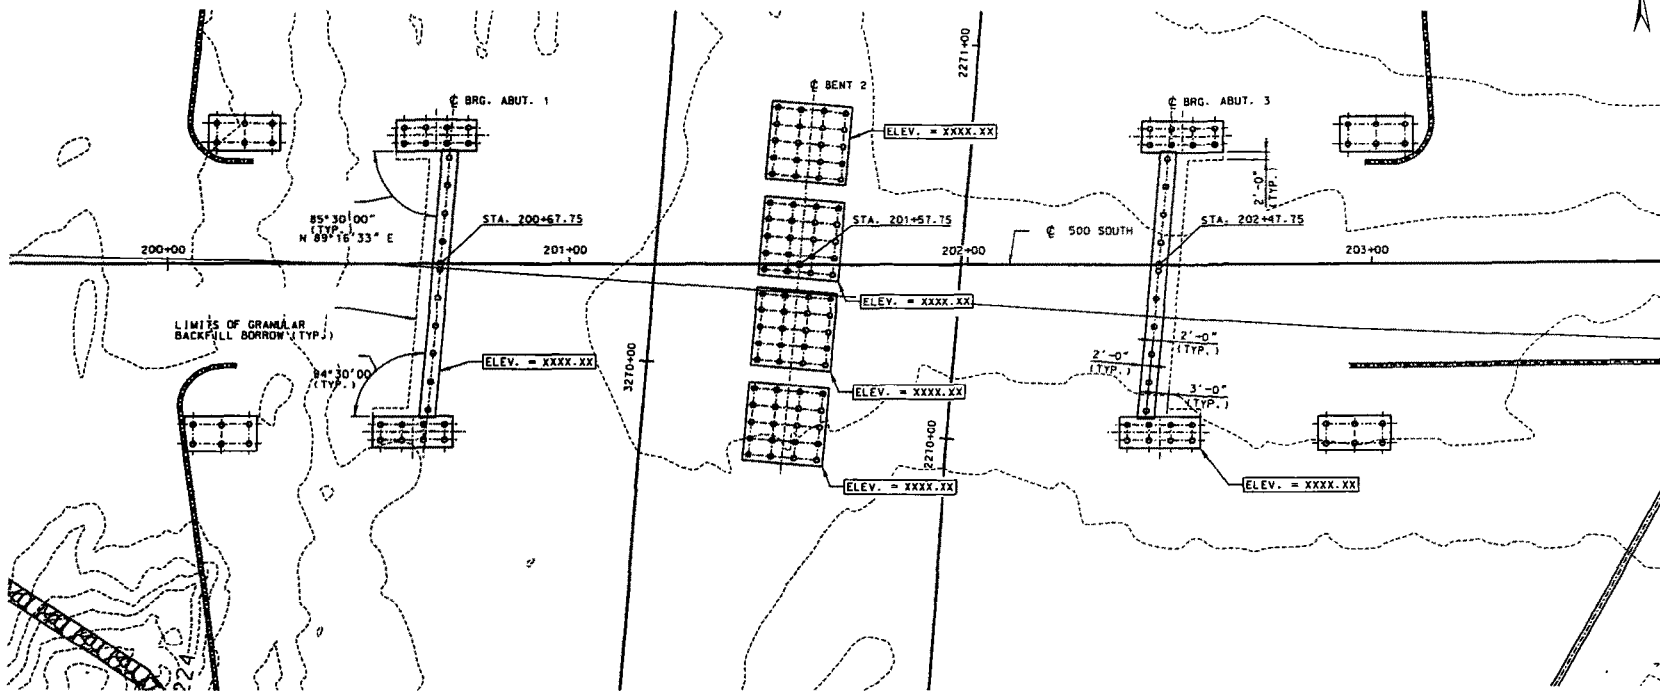 2271+00
℄ BENT 2
℄ BRG. ABUT. 1
℄ BRG. ABUT. 3
ELEV. = XXXX.XX
2'-0"
(TYP.)
85°30'00"
(TYP.)
N 89°16'33" E
STA. 200+67.75
STA. 201+57.75
STA. 202+47.75
℄ 500 SOUTH
200+00
201+00
202+00
203+00
ELEV. = XXXX.XX
LIMITS OF GRANULAR
BACKFILL BORROW (TYP.)
2'-0"
(TYP.)
2'-0"
(TYP.)
ELEV. = XXXX.XX
3270+00
94°30'00
(TYP.)
3'-0"
(TYP.)
ELEV. = XXXX.XX
2270+00
ELEV. = XXXX.XX
ELEV. = XXXX.XX
224